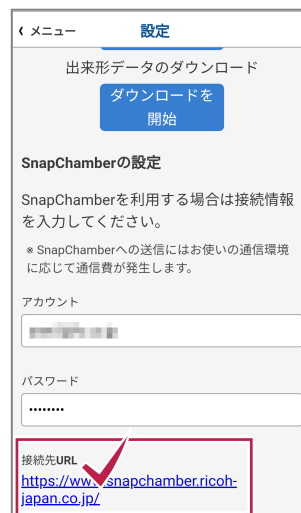 メニュー 設定
出来形データのダウンロード
ダウンロードを
開始
SnapChamberの設定
SnapChamberを利用する場合は接続情報
を入力してください。
※ SnapChamberへの送信にはお使いの通信環境
に応じて通信費が発生します。
アカウント
パスワード
••••••••
接続先URL
https://www.snapchamber.ricoh-
japan.co.jp/